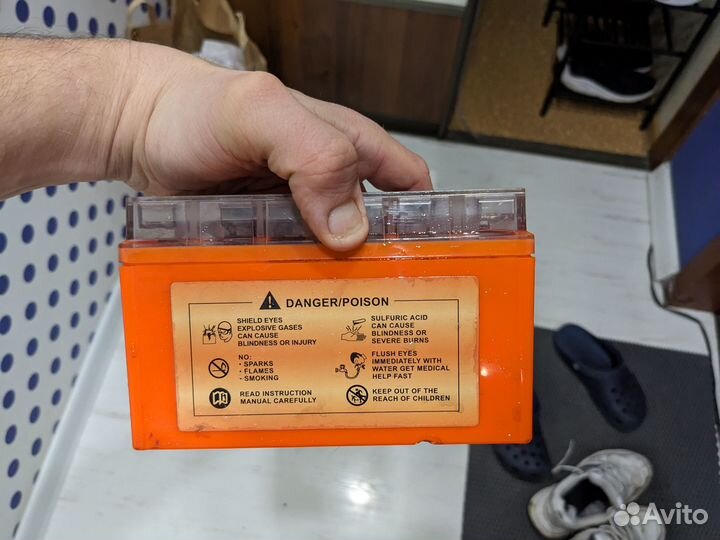 DANGER/POISON
SHIELD EYES
EXPLOSIVE GASES
CAN CAUSE
BLINDNESS OR INJURY
NO:
· SPARKS
· FLAMES
- SMOKING
READ INSTRUCTION
MANUAL CAREFULLY
SULFURIC ACID
CAN CAUSE
BLINDNESS OR
SEVERE BURNS
FLUSH EYES
IMMEDIATELY WITH
WATER GET MEDICAL
HELP FAST
KEEP OUT OF THE
REACH OF CHILDREN
Avito